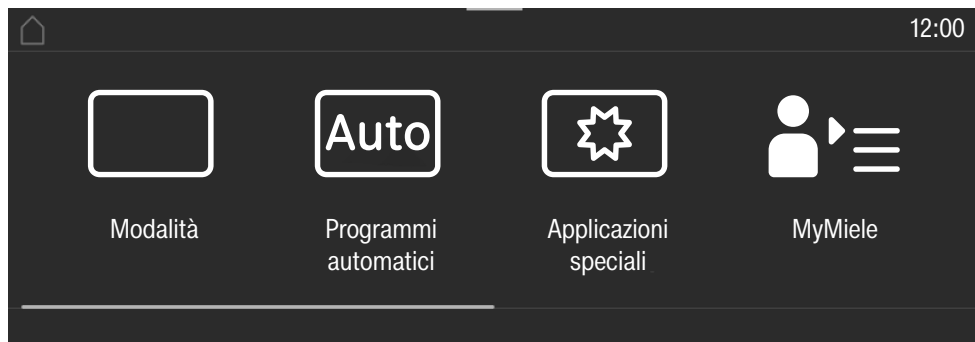 12:00
Auto
Modalità
Programmi
automatici
Applicazioni
speciali
MyMiele